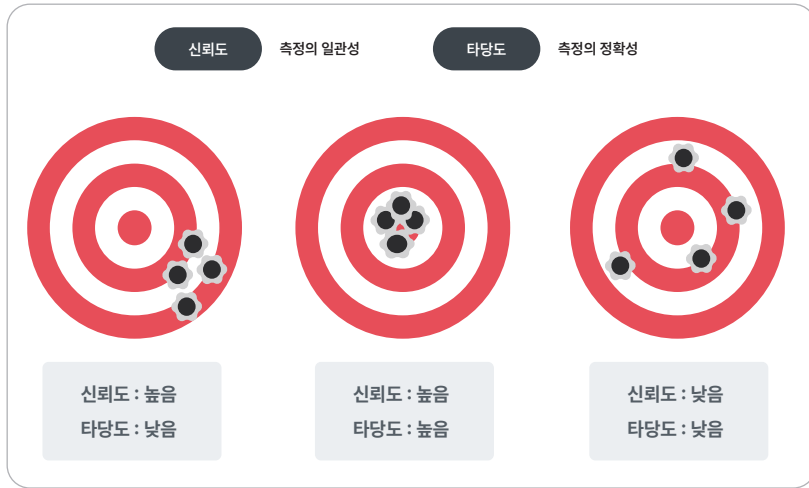 신뢰도 측정의 일관성 타당도 측정의 정확성
신뢰도 : 높음
타당도 : 낮음
신뢰도 : 높음
타당도 : 높음
신뢰도 : 낮음
타당도 : 낮음